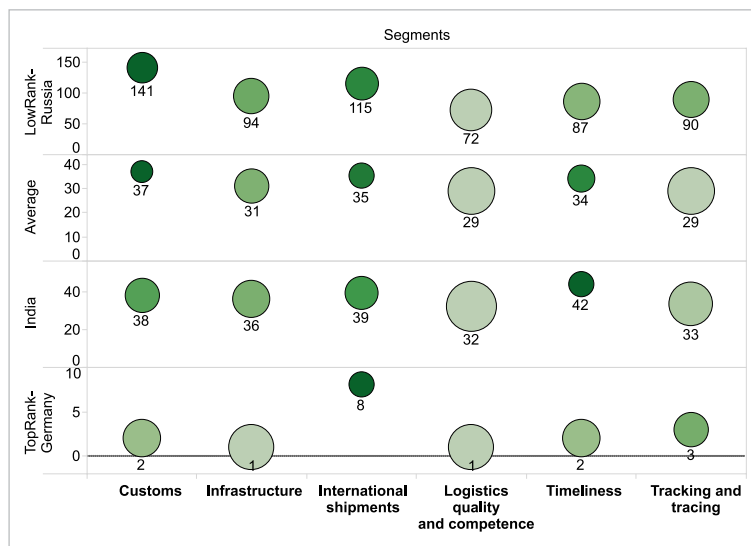 Segments
LowRank-
Russia
150
100
50
0
141
94
115
72
87
90
Average
40
30
20
10
0
37
31
35
29
34
29
India
40
20
0
38
36
39
32
42
33
TopRank-
Germany
10
5
0
2
1
8
1
2
3
Customs
Infrastructure
International
shipments
Logistics
quality
and competence
Timeliness
Tracking and
tracing